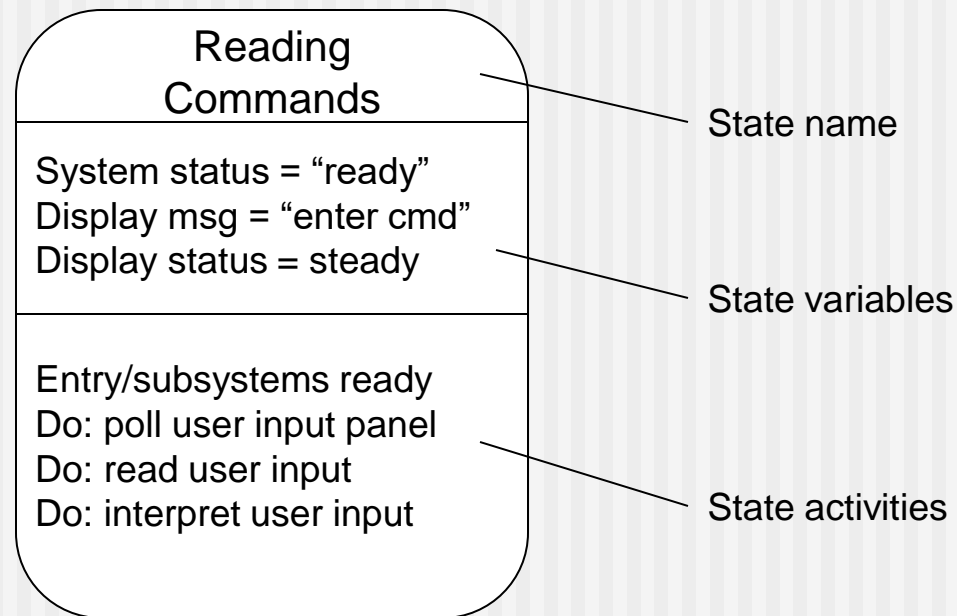 Reading
Commands
State name
System status = “ready”
Display msg = “enter cmd”
Display status = steady
State variables
Entry/subsystems ready
Do: poll user input panel
Do: read user input
Do: interpret user input
State activities